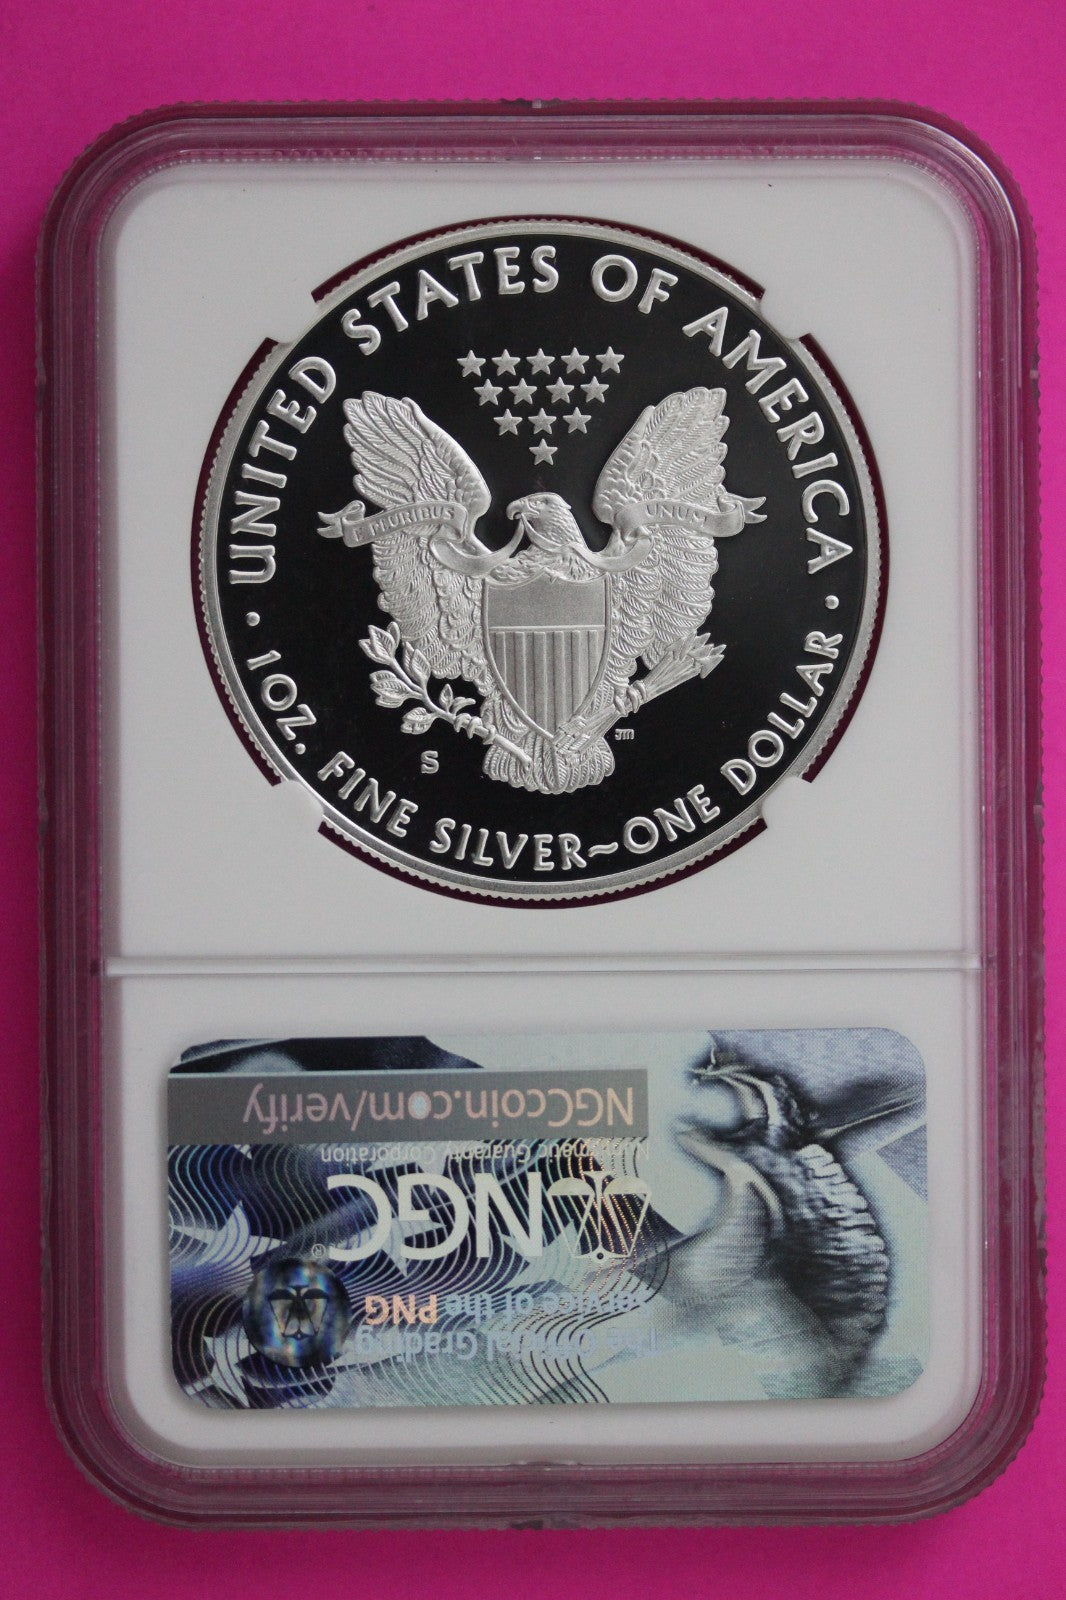 UNITED STATES OF AMERICA
E PLURIBUS UNUM
S
JM
· 1 OZ. FINE SILVER~ONE DOLLAR ·
The Official Grading
Service of the PNG
NGC®
Numismatic Guaranty Corporation
NGCcoin.com/verify